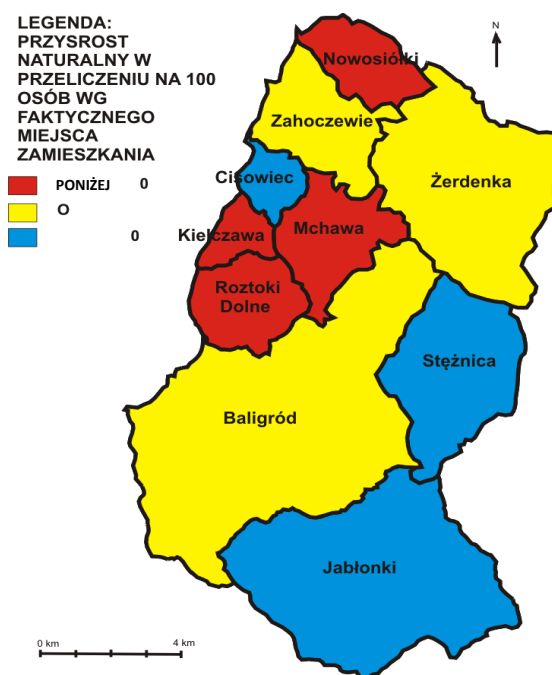 LEGENDA:
PRZYSROST
NATURALNY W
PRZELICZENIU NA 100
OSÓB WG
FAKTYCZNEGO
MIEJSCA
ZAMIESZKANIA
PONIŻEJ 0
O
0
N
Nowosiółki
Zahoczewie
Cisowiec
Żerdenka
Kielczawa
Mchawa
Roztoki
Dolne
Stężnica
Baligród
Jabłonki
0 km 4 km